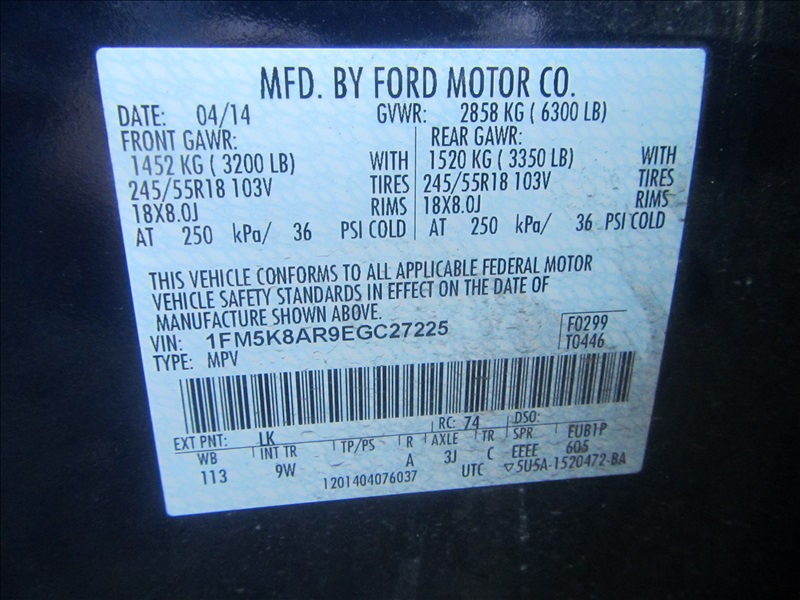 MFD. BY FORD MOTOR CO.
DATE: 04/14 GVWR: 2858 KG ( 6300 LB)
FRONT GAWR: REAR GAWR:
1452 KG ( 3200 LB) WITH 1520 KG ( 3350 LB) WITH
245/55R18 103V TIRES 245/55R18 103V TIRES
18X8.0J RIMS 18X8.0J RIMS
AT 250 kPa/ 36 PSI COLD AT 250 kPa/ 36 PSI COLD
THIS VEHICLE CONFORMS TO ALL APPLICABLE FEDERAL MOTOR
VEHICLE SAFETY STANDARDS IN EFFECT ON THE DATE OF
MANUFACTURE SHOWN ABOVE.
VIN: 1FM5K8AR9EGC27225 F0299
TYPE: MPV T0446
EXT PNT: LK RC: 74 DSO:
WB INT TR TP/PS R AXLE TR SPR EUB1P
113 9W A 3J C EEEE 605
1201404076037 UTC ▽5U5A-1520472-BA